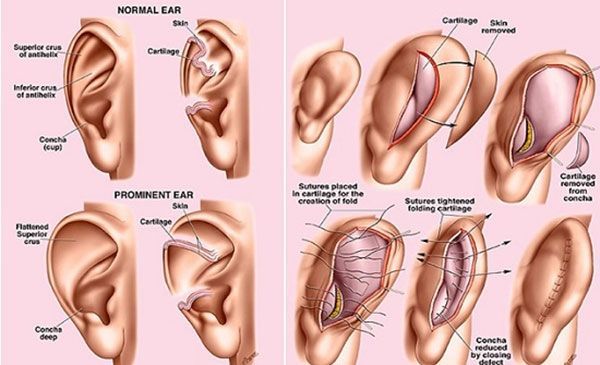 NORMAL EAR
Skin
Superior crus
of antihelix
Cartilage
Inferior crus
of antihelix
Concha
(cup)
PROMINENT EAR
Skin
Flattened
Superior
crus
Cartilage
Concha
deep
Cartilage
Skin
removed
Cartilage
removed
from
concha
Sutures placed
in cartilage for the
creation of fold
Sutures tightened
folding cartilage
Concha
reduced
by closing
defect